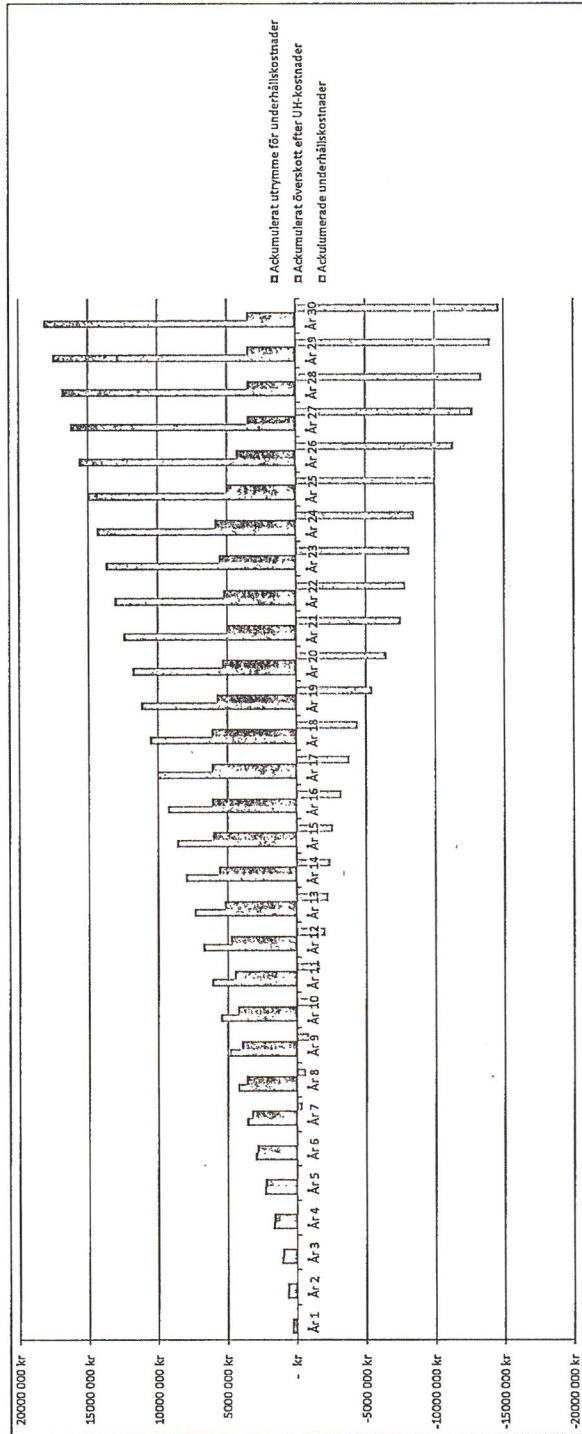 20000 000 kr
15000 000 kr
10000 000 kr
5000 000 kr
- kr
-5000 000 kr
-10000 000 kr
-15000 000 kr
-20000 000 kr
År 1
År 2
År 3
År 4
År 5
År 6
År 7
År 8
År 9
År 10
År 11
År 12
År 13
År 14
År 15
År 16
År 17
År 18
År 19
År 20
År 21
År 22
År 23
År 24
År 25
År 26
År 27
År 28
År 29
År 30
Ackumulerat utrymme för underhållskostnader
Ackumulerat överskott efter UH-kostnader
Ackulumerade underhållskostnader